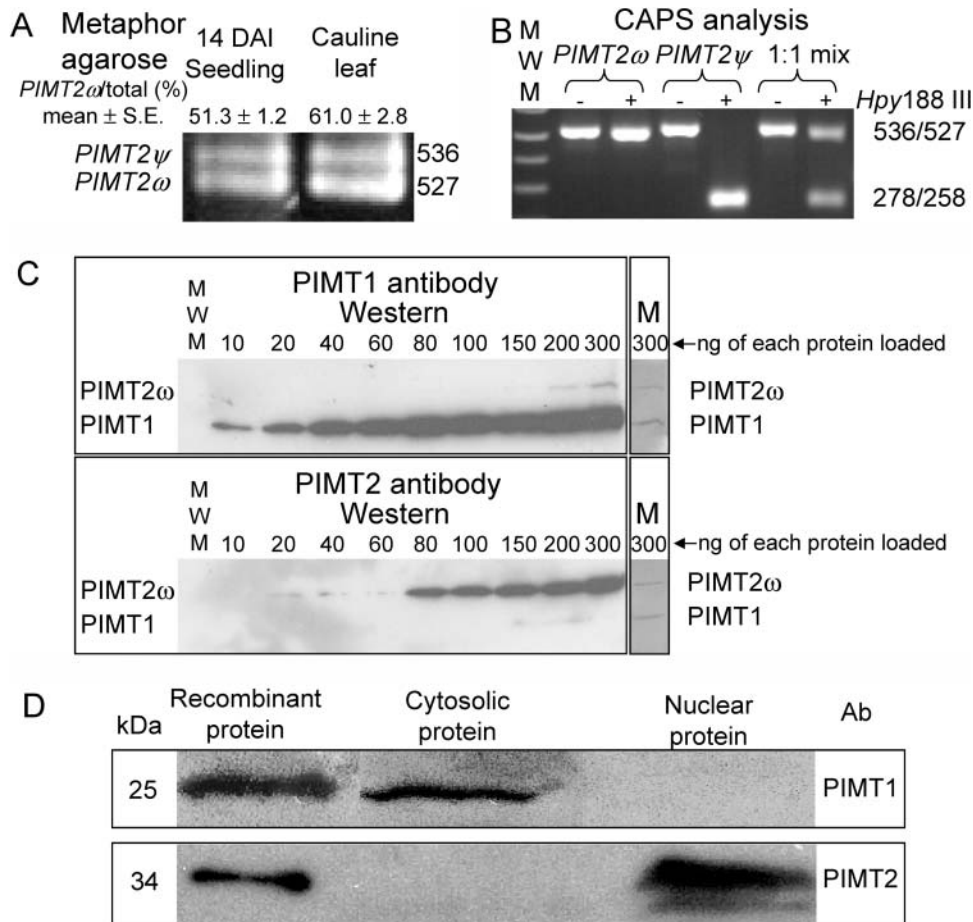 A
Metaphor
agarose
PIMT2ω/total (%)
mean ± S.E.
14 DAI
Seedling
Cauline
leaf
51.3 ± 1.2
61.0 ± 2.8
PIMT2ψ
PIMT2ω
536
527
B
M
W
M
CAPS analysis
PIMT2ω PIMT2ψ 1:1 mix
- + - + - + Hpy188 III
536/527
278/258
C
M
W
M
PIMT1 antibody
Western
10 20 40 60 80 100 150 200 300
M
300
←ng of each protein loaded
PIMT2ω
PIMT1
PIMT2ω
PIMT1
M
W
M
PIMT2 antibody
Western
10 20 40 60 80 100 150 200 300
M
300
←ng of each protein loaded
PIMT2ω
PIMT1
PIMT2ω
PIMT1
D
kDa
Recombinant
protein
Cytosolic
protein
Nuclear
protein
Ab
25
PIMT1
34
PIMT2